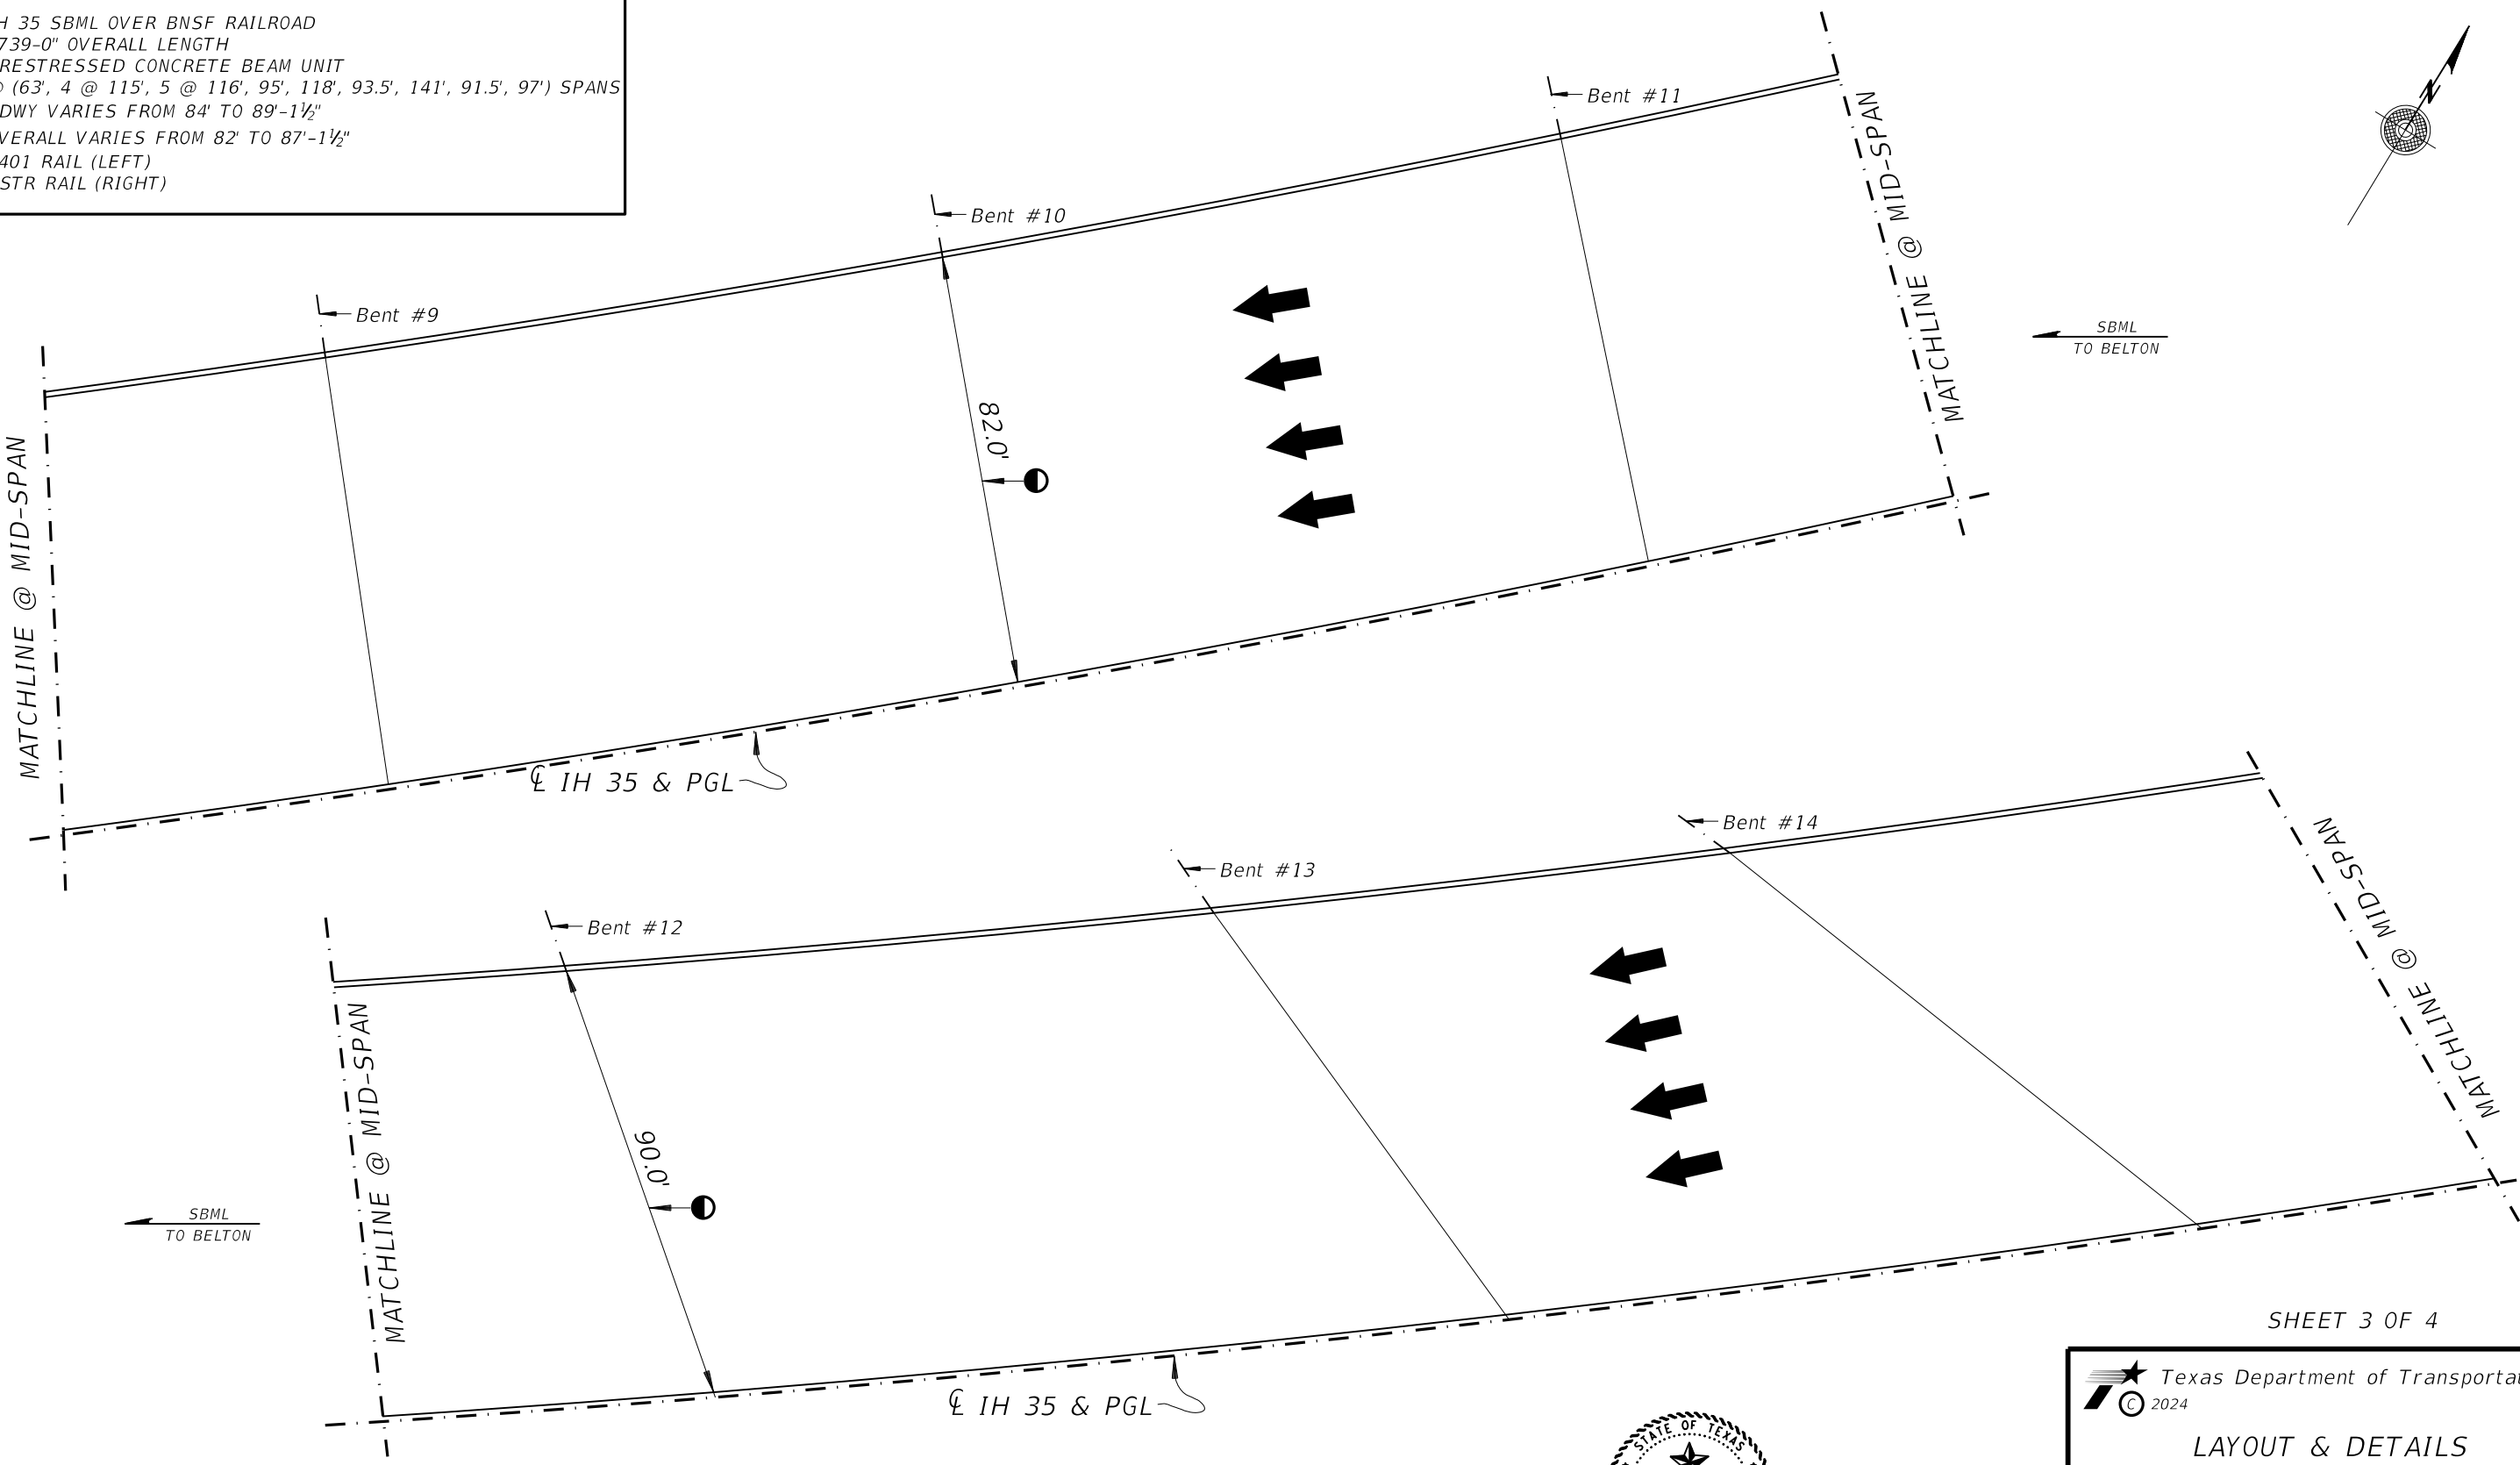 H 35 SBML OVER BNSF RAILROAD
739-0" OVERALL LENGTH
RESTRESSED CONCRETE BEAM UNIT
(63', 4 @ 115', 5 @ 116', 95', 118', 93.5', 141', 91.5', 97') SPANS
DWY VARIES FROM 84' TO 89'-1½"
VERALL VARIES FROM 82' TO 87'-1½"
401 RAIL (LEFT)
STR RAIL (RIGHT)
N
Bent #11
Bent #10
Bent #9
MATCHLINE @ MID-SPAN
MATCHLINE @ MID-SPAN
82.0'
SBML
TO BELTON
℄ IH 35 & PGL
Bent #14
Bent #13
Bent #12
MATCHLINE @ MID-SPAN
MATCHLINE @ MID-SPAN
90.0'
SBML
TO BELTON
℄ IH 35 & PGL
SHEET 3 OF 4
Texas Department of Transportat
© 2024
LAYOUT & DETAILS
STATE OF TEXAS